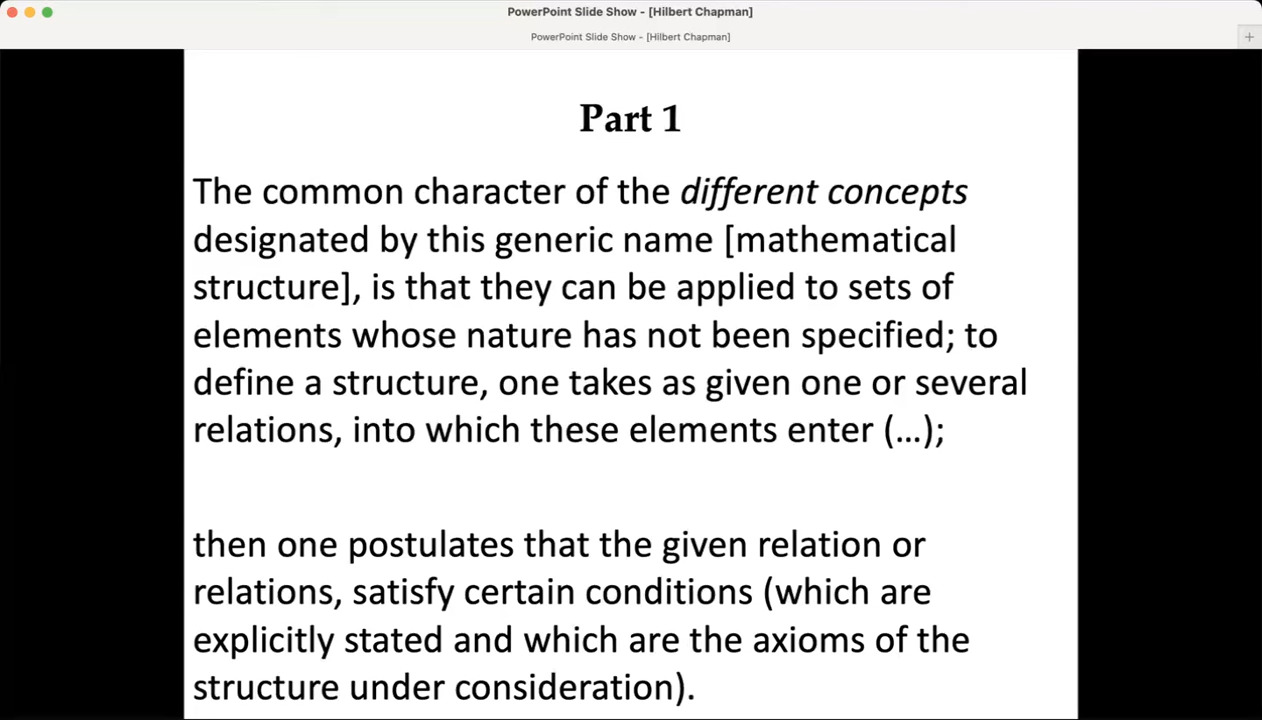 PowerPoint Slide Show - [Hilbert Chapman]
PowerPoint Slide Show - [Hilbert Chapman]
Part 1
The common character of the different concepts
designated by this generic name [mathematical
structure], is that they can be applied to sets of
elements whose nature has not been specified; to
define a structure, one takes as given one or several
relations, into which these elements enter (...);
then one postulates that the given relation or
relations, satisfy certain conditions (which are
explicitly stated and which are the axioms of the
structure under consideration).